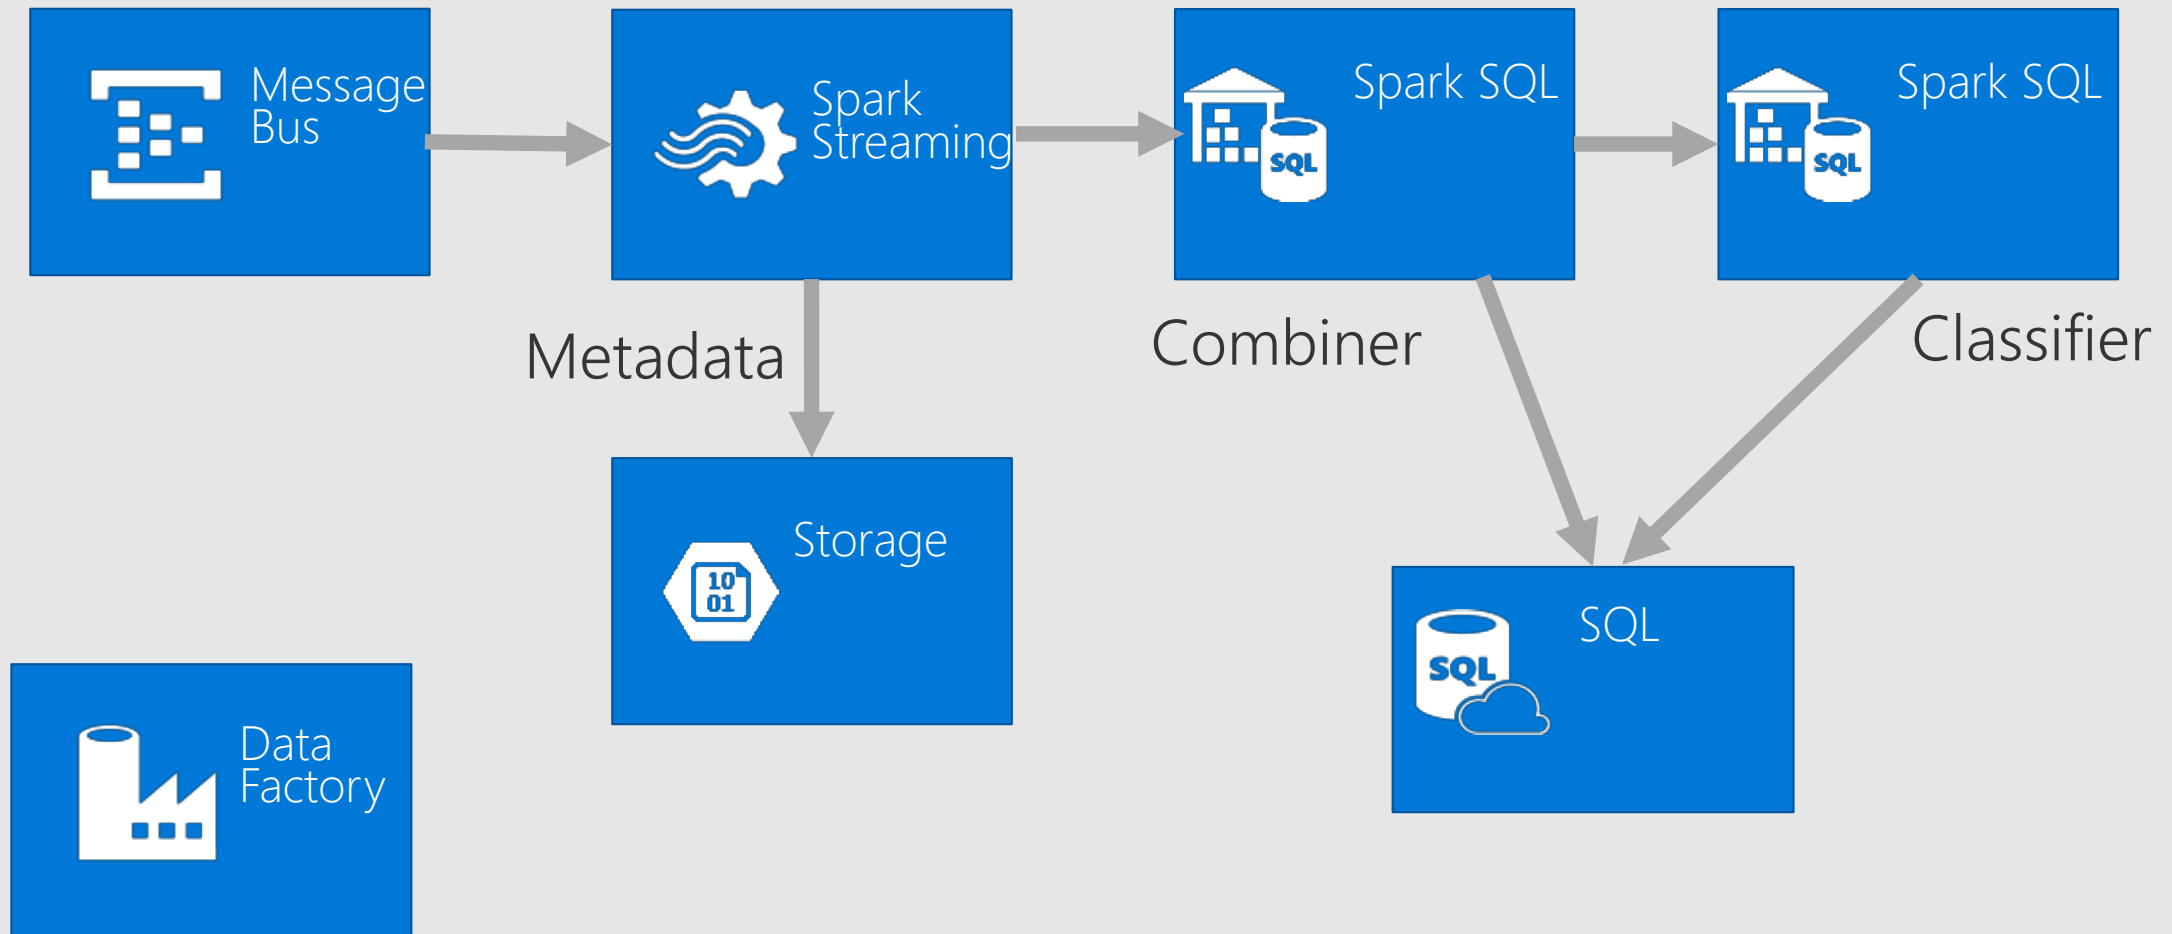 Message
Bus
Spark
Streaming
Spark SQL
SQL
Spark SQL
SQL
Metadata
Combiner
Classifier
Storage
10
01
SQL
SQL
Data
Factory